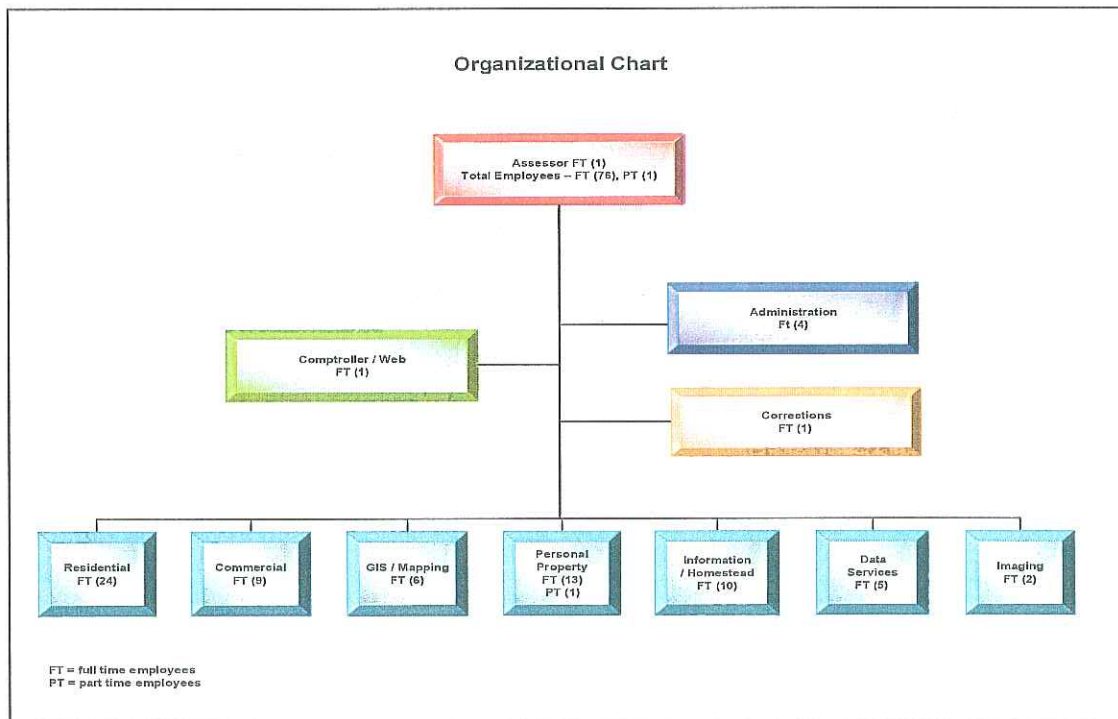 Organizational Chart
Assessor FT (1)
Total Employees – FT (76), PT (1)
Administration
Ft (4)
Comptroller / Web
FT (1)
Corrections
FT (1)
Residential
FT (24)
Commercial
FT (9)
GIS / Mapping
FT (6)
Personal
Property
FT (13)
PT (1)
Information
/ Homestead
FT (10)
Data
Services
FT (5)
Imaging
FT (2)
FT = full time employees
PT = part time employees